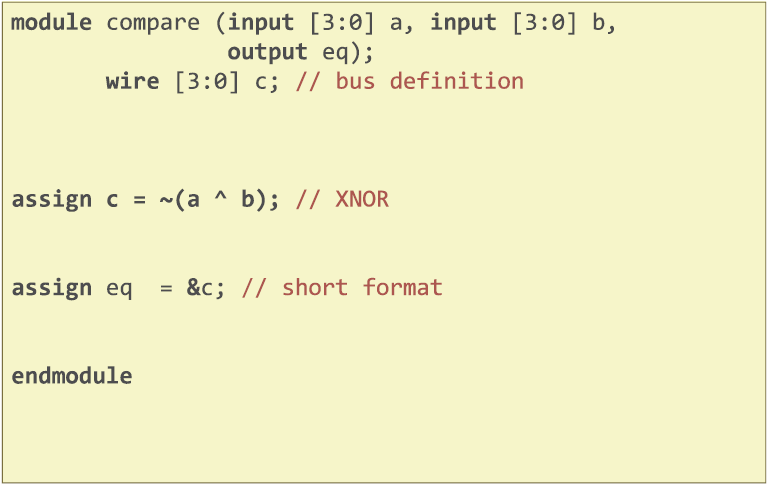 module compare (input [3:0] a, input [3:0] b,
output eq);
wire [3:0] c; // bus definition
assign c = ~(a ^ b); // XNOR
assign eq  = &c; // short format
endmodule